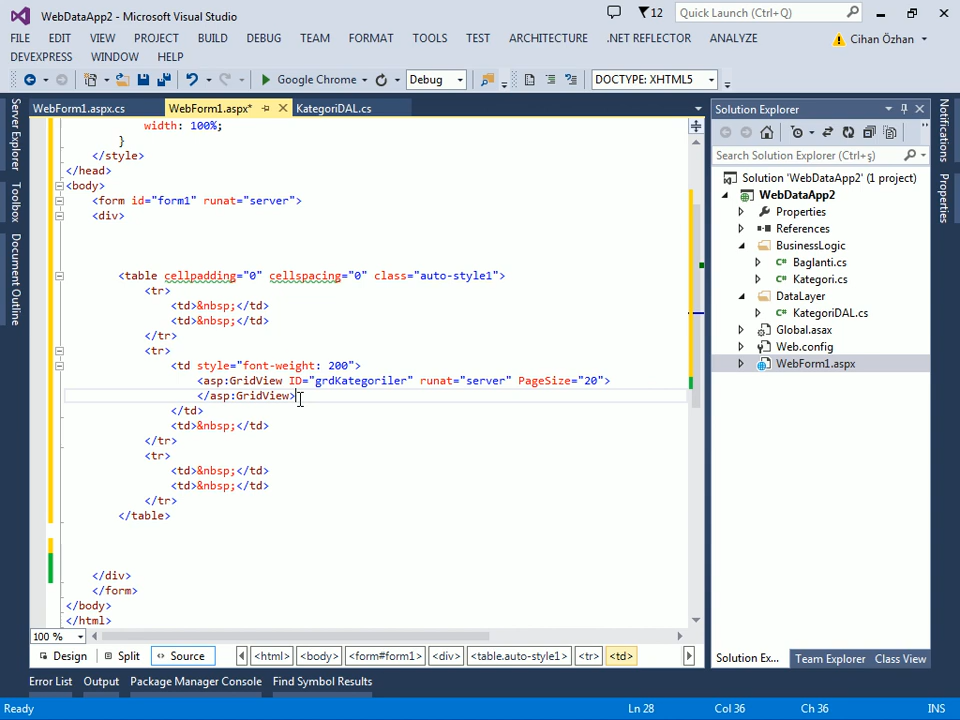 WebDataApp2 - Microsoft Visual Studio
12
Quick Launch (Ctrl+Q)
FILE EDIT VIEW PROJECT BUILD DEBUG TEAM FORMAT TOOLS TEST ARCHITECTURE .NET REFLECTOR ANALYZE
Cihan Özhan
DEVEXPRESS WINDOW HELP
Google Chrome
Debug
DOCTYPE: XHTML5
Server Explorer
Toolbox
Document Outline
WebForm1.aspx.cs
WebForm1.aspx*
KategoriDAL.cs
width: 100%;
}
</style>
</head>
<body>
<form id="form1" runat="server">
<div>
<table cellpadding="0" cellspacing="0" class="auto-style1">
<tr>
<td>&nbsp;</td>
<td>&nbsp;</td>
</tr>
<tr>
<td style="font-weight: 200">
<asp:GridView ID="grdKategoriler" runat="server" PageSize="20">
</asp:GridView>
</td>
<td>&nbsp;</td>
</tr>
<tr>
<td>&nbsp;</td>
<td>&nbsp;</td>
</tr>
</table>
</div>
</form>
</body>
</html>
100 %
Design
Split
Source
<html> <body> <form#form1> <div> <table.auto-style1> <tr> <td>
Solution Explorer
Search Solution Explorer (Ctrl+ş)
Solution 'WebDataApp2' (1 project)
WebDataApp2
Properties
References
BusinessLogic
Baglanti.cs
Kategori.cs
DataLayer
KategoriDAL.cs
Global.asax
Web.config
WebForm1.aspx
Solution Ex...
Team Explorer
Class View
Notifications
Properties
Error List
Output
Package Manager Console
Find Symbol Results
Ready
Ln 28
Col 36
Ch 36
INS